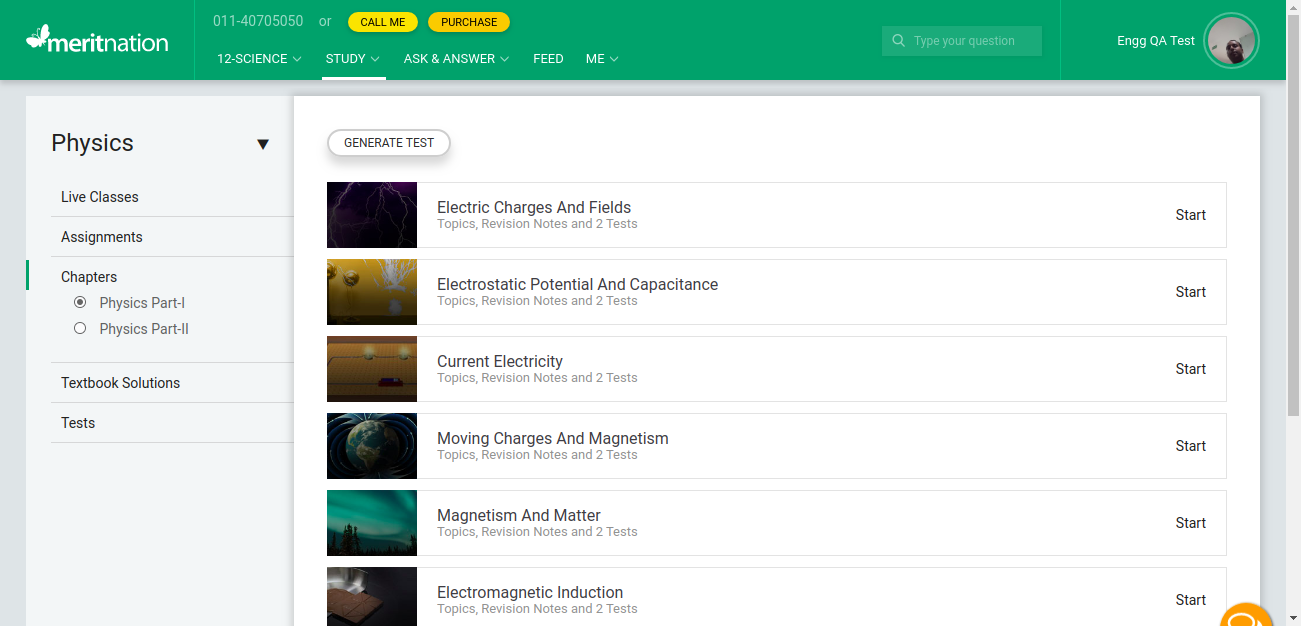 011-40705050 or CALL ME PURCHASE
meritnation
Type your question
Engg QA Test
12-SCIENCE STUDY ASK & ANSWER FEED ME
Physics
Live Classes
Assignments
Chapters
Physics Part-I
Physics Part-II
Textbook Solutions
Tests
GENERATE TEST
Electric Charges And Fields
Topics, Revision Notes and 2 Tests
Start
Electrostatic Potential And Capacitance
Topics, Revision Notes and 2 Tests
Start
Current Electricity
Topics, Revision Notes and 2 Tests
Start
Moving Charges And Magnetism
Topics, Revision Notes and 2 Tests
Start
Magnetism And Matter
Topics, Revision Notes and 2 Tests
Start
Electromagnetic Induction
Topics, Revision Notes and 2 Tests
Start